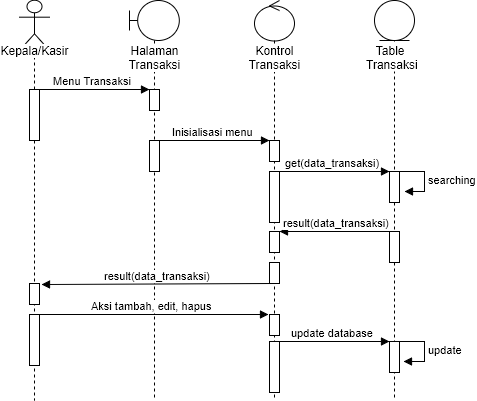 Kepala/Kasir
Halaman
Transaksi
Kontrol
Transaksi
Table
Transaksi
Menu Transaksi
Inisialisasi menu
get(data_transaksi)
searching
result(data_transaksi)
result(data_transaksi)
Aksi tambah, edit, hapus
update database
update